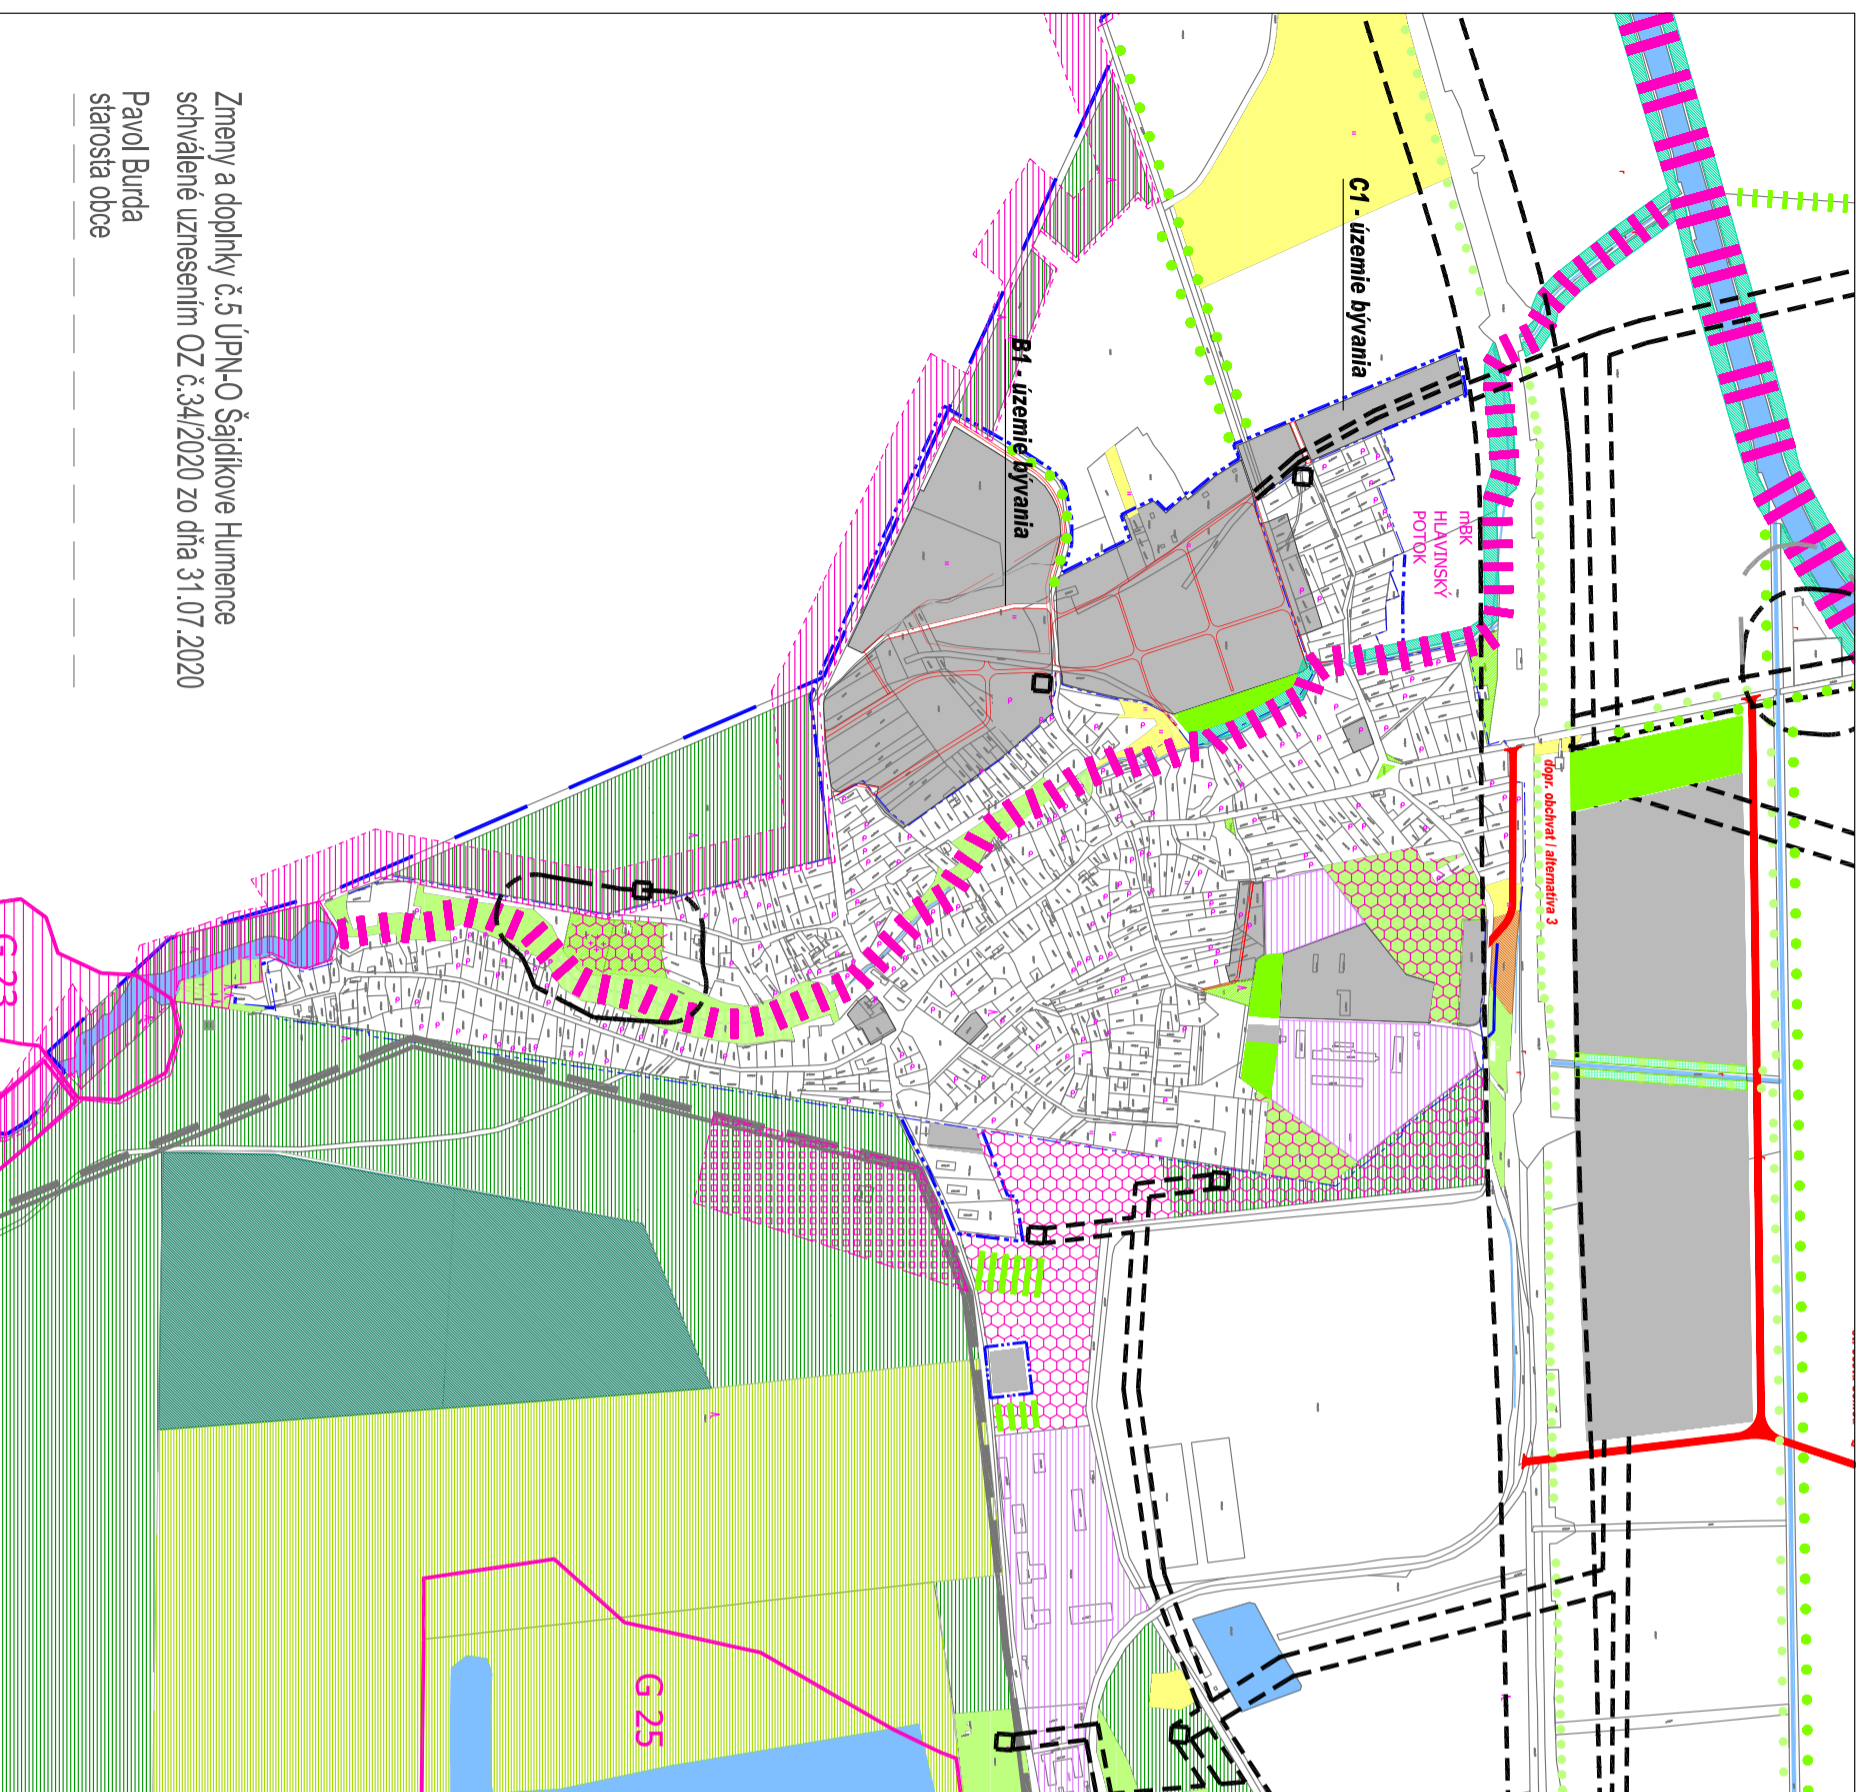 Zmeny a doplnky č.5 ÚPN-O Šajdíkove Humence
schválené uznesením OZ č.34/2020 zo dňa 31.07.2020
Pavol Burda
starosta obce
C1 - územie bývania
B1 - územie bývania
mBK
HLAVINSKÝ
POTOK
dopr. obchvat / alternatíva 3
G 23
G 25